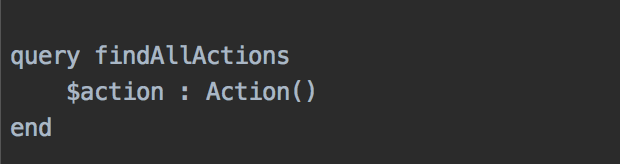 query findAllActions
    $action : Action()
end